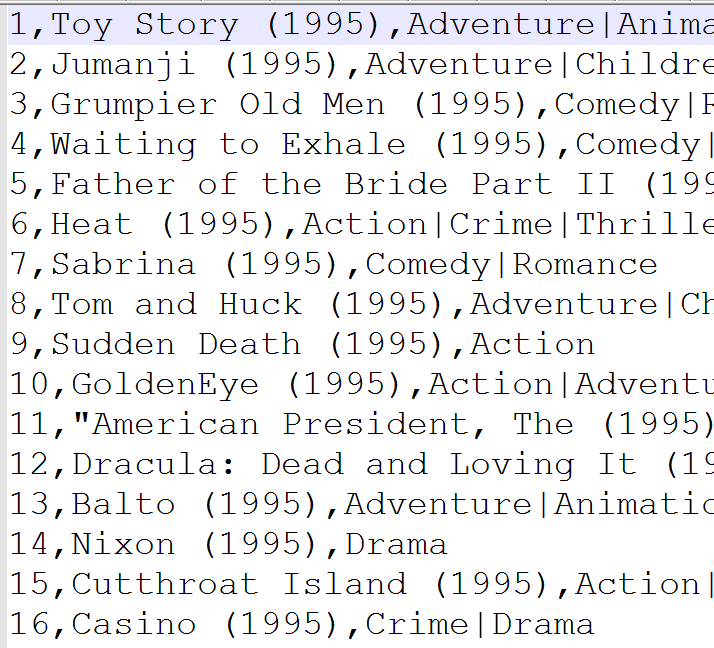 1,Toy Story (1995),Adventure|Anima
2,Jumanji (1995),Adventure|Childre
3,Grumpier Old Men (1995),Comedy|R
4,Waiting to Exhale (1995),Comedy|
5,Father of the Bride Part II (199
6,Heat (1995),Action|Crime|Thrille
7,Sabrina (1995),Comedy|Romance
8,Tom and Huck (1995),Adventure|Ch
9,Sudden Death (1995),Action
10,GoldenEye (1995),Action|Adventu
11,"American President, The (1995)
12,Dracula: Dead and Loving It (19
13,Balto (1995),Adventure|Animatic
14,Nixon (1995),Drama
15,Cutthroat Island (1995),Action|
16,Casino (1995),Crime|Drama